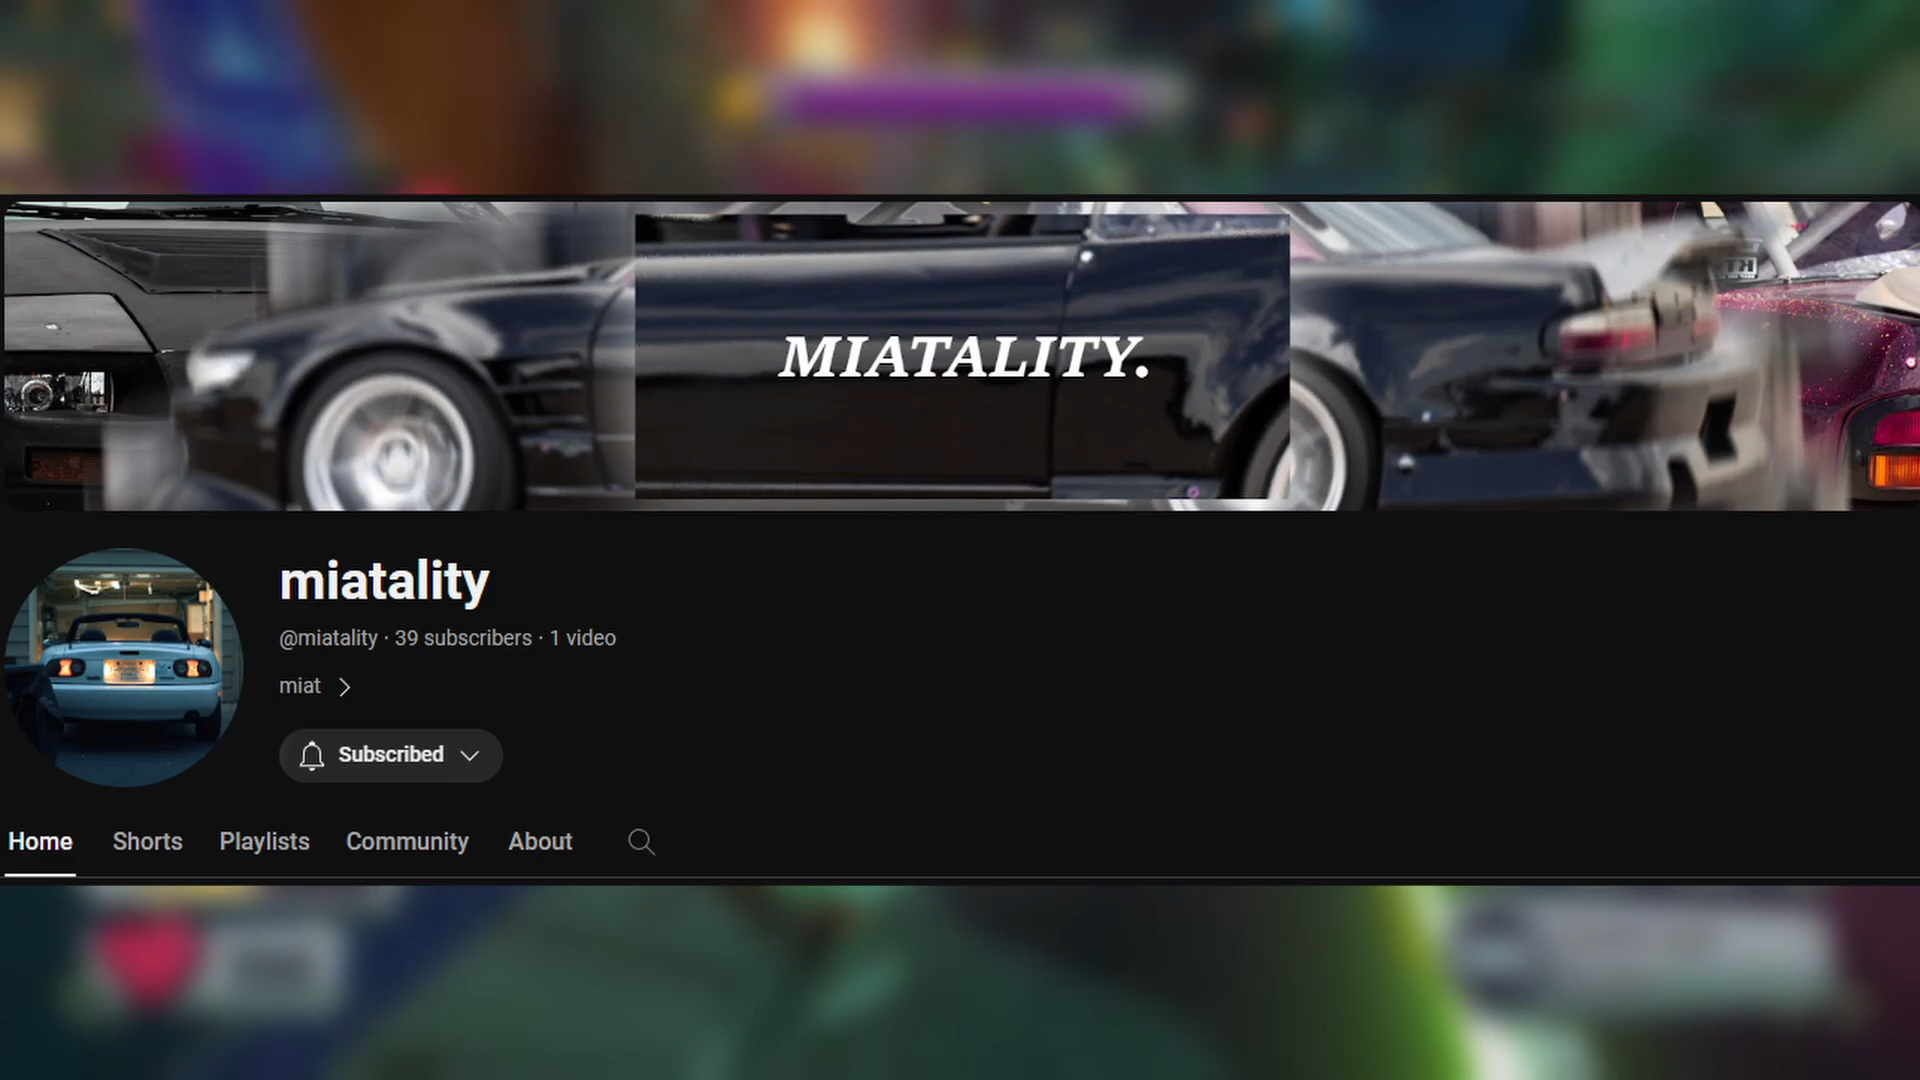 MIATALITY.
miatality
@miatality · 39 subscribers · 1 video
miat
Subscribed
Home Shorts Playlists Community About